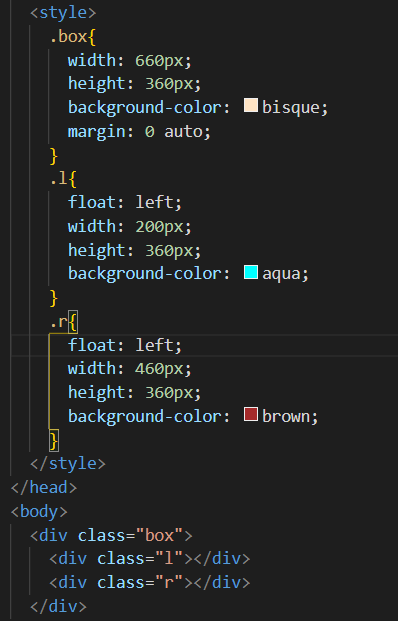 <style>
.box{
width: 660px;
height: 360px;
background-color: bisque;
margin: 0 auto;
}
.l{
float: left;
width: 200px;
height: 360px;
background-color: aqua;
}
.r{
float: left;
width: 460px;
height: 360px;
background-color: brown;
}
</style>
</head>
<body>
<div class="box">
<div class="l"></div>
<div class="r"></div>
</div>